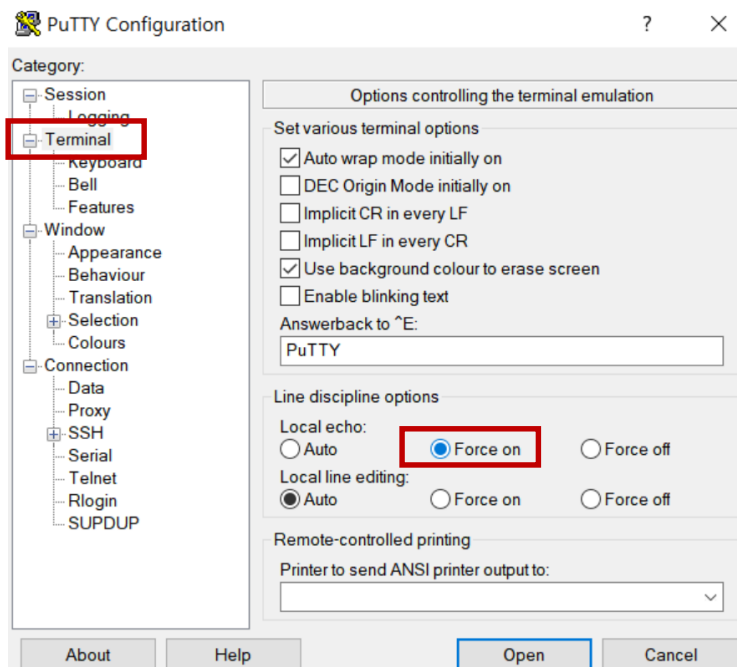 PuTTY Configuration ? ×
Category:
Session
Logging
Terminal
Keyboard
Bell
Features
Window
Appearance
Behaviour
Translation
Selection
Colours
Connection
Data
Proxy
SSH
Serial
Telnet
Rlogin
SUPDUP
Options controlling the terminal emulation
Set various terminal options
Auto wrap mode initially on
DEC Origin Mode initially on
Implicit CR in every LF
Implicit LF in every CR
Use background colour to erase screen
Enable blinking text
Answerback to ^E:
PuTTY
Line discipline options
Local echo:
Auto Force on Force off
Local line editing:
Auto Force on Force off
Remote-controlled printing
Printer to send ANSI printer output to:
About Help Open Cancel